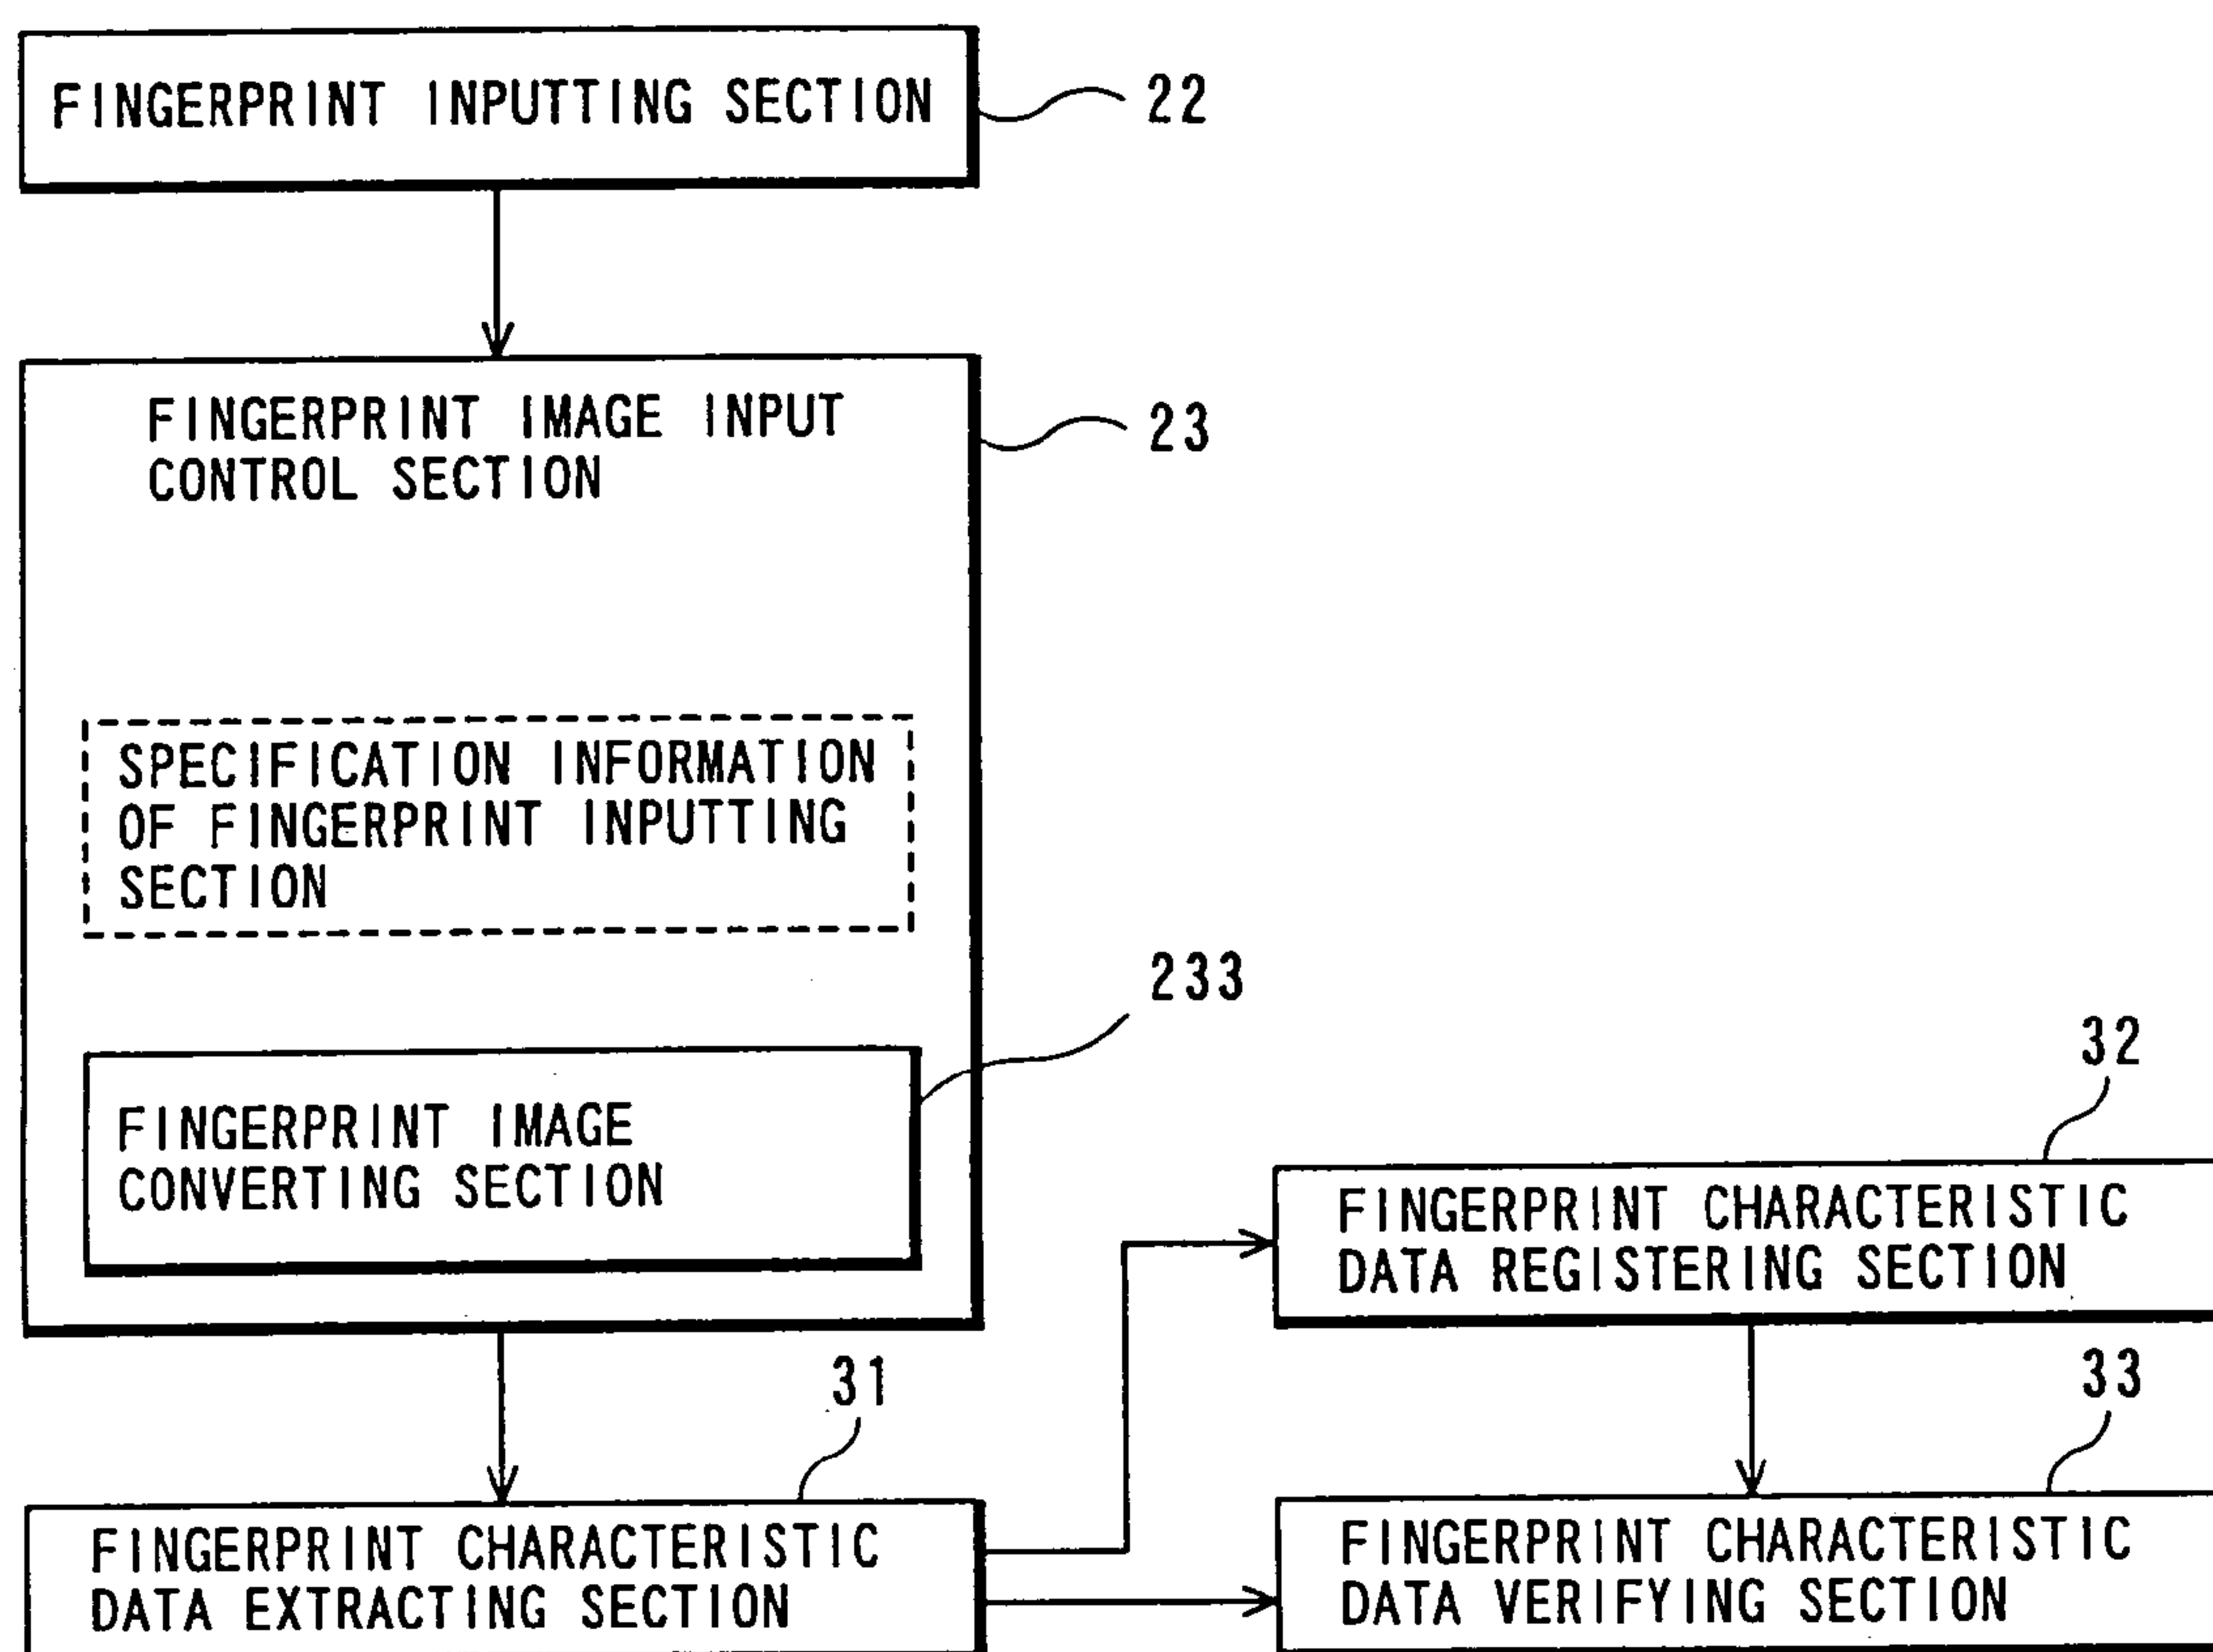 FINGERPRINT INPUTTING SECTION
22
FINGERPRINT IMAGE INPUT
CONTROL SECTION
23
SPECIFICATION INFORMATION
OF FINGERPRINT INPUTTING
SECTION
233
FINGERPRINT IMAGE
CONVERTING SECTION
32
FINGERPRINT CHARACTERISTIC
DATA REGISTERING SECTION
31
33
FINGERPRINT CHARACTERISTIC
DATA EXTRACTING SECTION
FINGERPRINT CHARACTERISTIC
DATA VERIFYING SECTION